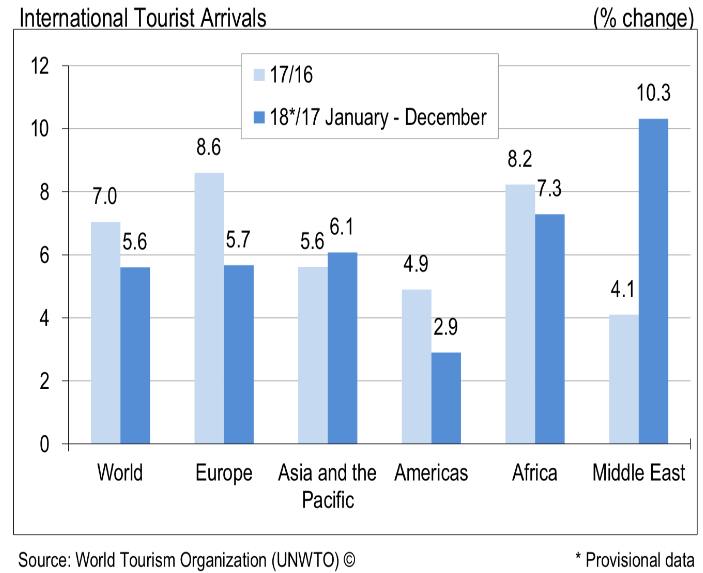 International Tourist Arrivals (% change)
12
10
8
6
4
2
0
17/16
18*/17 January - December
7.0
5.6
8.6
5.7
5.6
6.1
4.9
2.9
8.2
7.3
4.1
10.3
World
Europe
Asia and the
Pacific
Americas
Africa
Middle East
Source: World Tourism Organization (UNWTO) © * Provisional data